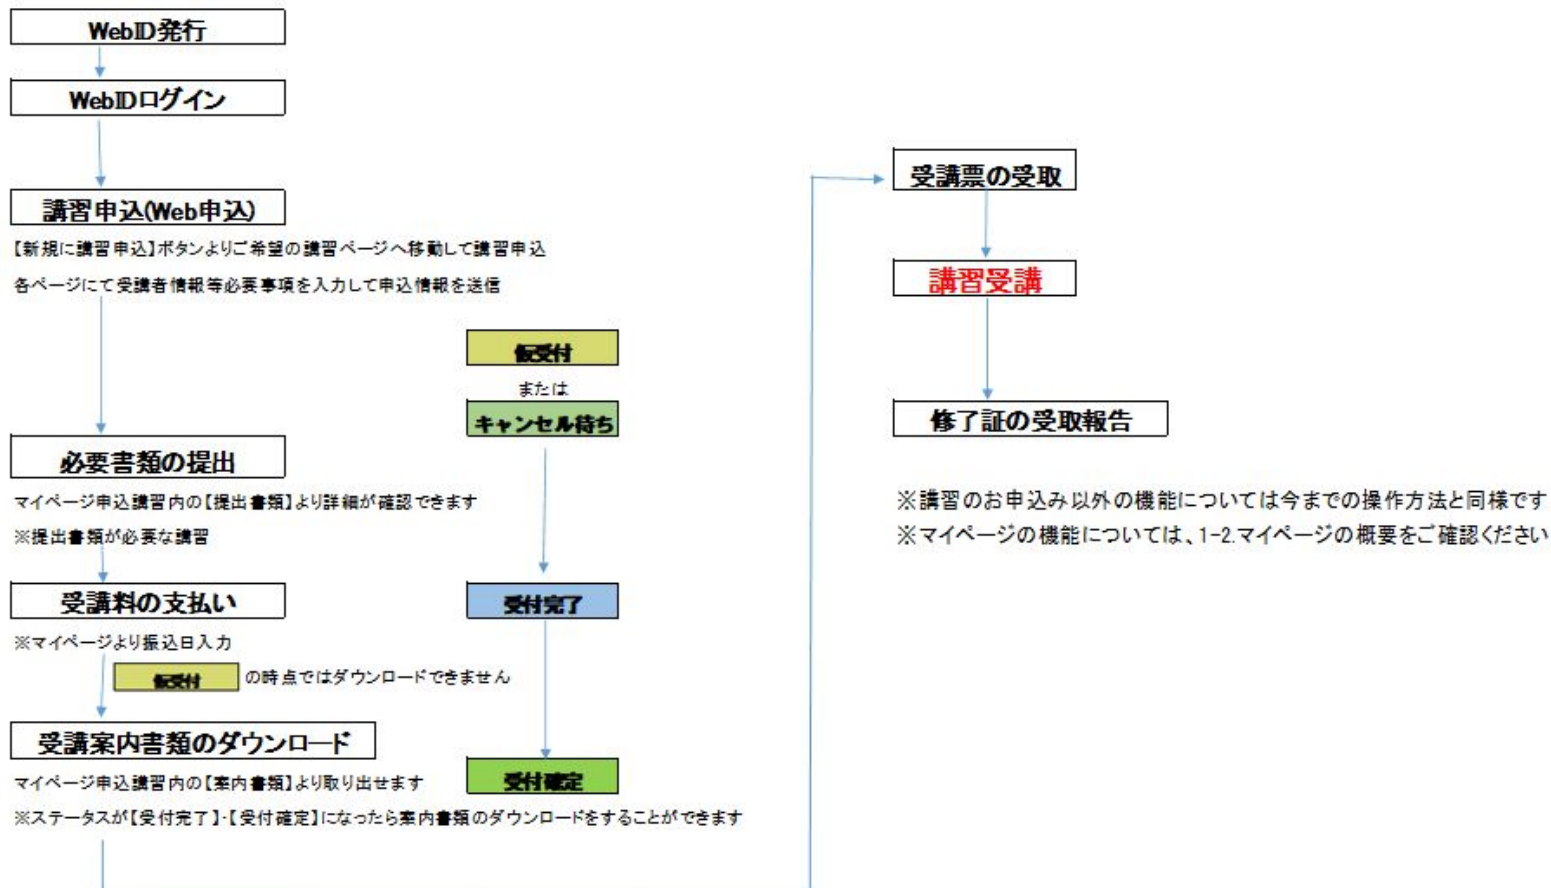 WebID発行
WebIDログイン
講習申込(Web申込)
【新規に講習申込】ボタンよりご希望の講習ページへ移動して講習申込
各ページにて受講者情報等必要事項を入力して申込情報を送信
仮受付
または
キャンセル待ち
必要書類の提出
マイページ申込講習内の【提出書類】より詳細が確認できます
※提出書類が必要な講習
受講料の支払い
受付完了
※マイページより振込日入力
仮受付 の時点ではダウンロードできません
受講案内書類のダウンロード
マイページ申込講習内の【案内書類】より取り出せます
受付確定
※ステータスが【受付完了】・【受付確定】になったら案内書類のダウンロードをすることができます
受講票の受取
講習受講
修了証の受取報告
※講習のお申込み以外の機能については今までの操作方法と同様です
※マイページの機能については、1-2.マイページの概要をご確認ください